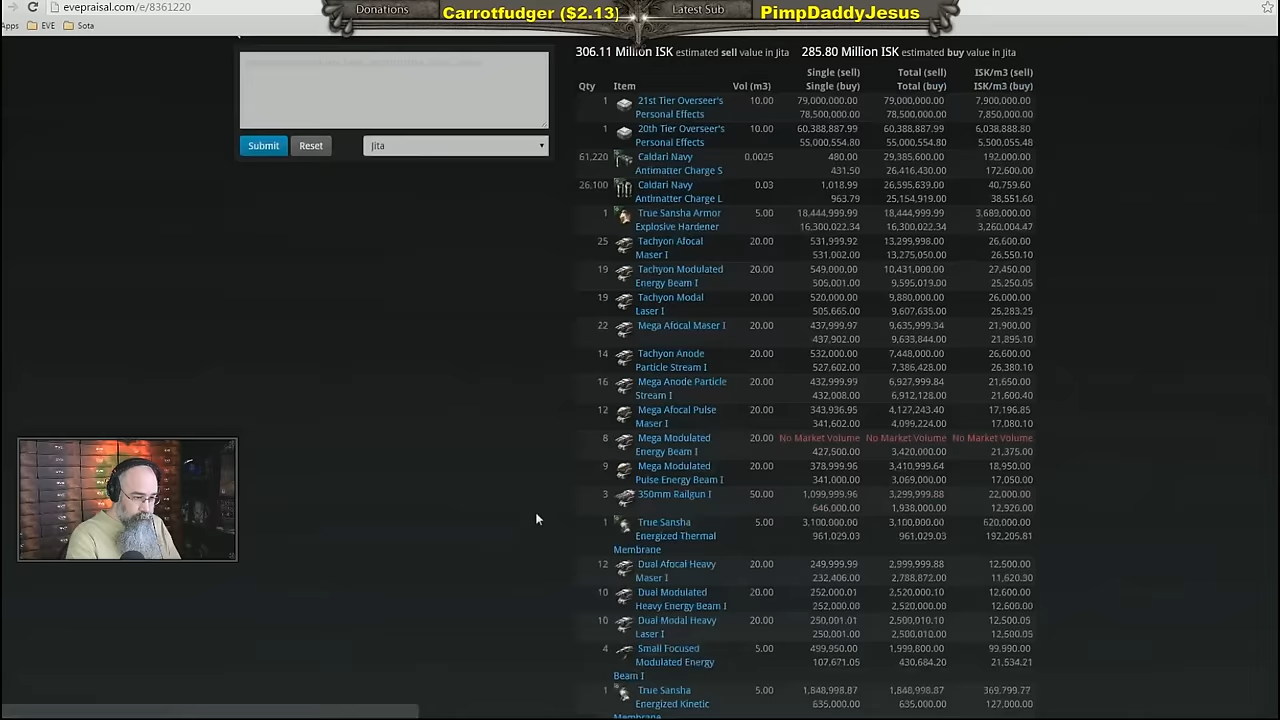 evepraisal.com/e/8361220
Apps EVE Sota
Donations Carrotfudger ($2.13) Latest Sub PimpDaddyJesus
306.11 Million ISK estimated sell value in Jita 285.80 Million ISK estimated buy value in Jita
Submit Reset Jita
Single (sell) Total (sell) ISK/m3 (sell)
Qty Item Vol (m3) Single (buy) Total (buy) ISK/m3 (buy)
1 21st Tier Overseer's 10.00 79,000,000.00 79,000,000.00 7,900,000.00
Personal Effects 78,500,000.00 78,500,000.00 7,850,000.00
1 20th Tier Overseer's 10.00 60,388,887.99 60,388,887.99 6,038,888.80
Personal Effects 55,000,554.80 55,000,554.80 5,500,055.48
61,220 Caldari Navy 0.0025 480.00 29,385,600.00 192,000.00
Antimatter Charge S 431.50 26,416,430.00 172,600.00
26,100 Caldari Navy 0.03 1,018.99 26,595,639.00 40,759.60
Antimatter Charge L 963.79 25,154,919.00 38,551.60
1 True Sansha Armor 5.00 18,444,999.99 18,444,999.99 3,689,000.00
Explosive Hardener 16,300,022.34 16,300,022.34 3,260,004.47
25 Tachyon Afocal 20.00 531,999.92 13,299,998.00 26,600.00
Maser I 531,002.00 13,275,050.00 26,550.10
19 Tachyon Modulated 20.00 549,000.00 10,431,000.00 27,450.00
Energy Beam I 505,001.00 9,595,019.00 25,250.05
19 Tachyon Modal 20.00 520,000.00 9,880,000.00 26,000.00
Laser I 505,665.00 9,607,635.00 25,283.25
22 Mega Afocal Maser I 20.00 437,999.97 9,635,999.34 21,900.00
437,902.00 9,633,844.00 21,895.10
14 Tachyon Anode 20.00 532,000.00 7,448,000.00 26,600.00
Particle Stream I 527,602.00 7,386,428.00 26,380.10
16 Mega Anode Particle 20.00 432,999.99 6,927,999.84 21,650.00
Stream I 432,008.00 6,912,128.00 21,600.40
12 Mega Afocal Pulse 20.00 343,936.95 4,127,243.40 17,196.85
Maser I 341,602.00 4,099,224.00 17,080.10
8 Mega Modulated 20.00 No Market Volume No Market Volume No Market Volume
Energy Beam I 427,500.00 3,420,000.00 21,375.00
9 Mega Modulated 20.00 378,999.96 3,410,999.64 18,950.00
Pulse Energy Beam I 341,000.00 3,069,000.00 17,050.00
3 350mm Railgun I 50.00 1,099,999.96 3,299,999.88 22,000.00
646,000.00 1,938,000.00 12,920.00
1 True Sansha 5.00 3,100,000.00 3,100,000.00 620,000.00
Energized Thermal 961,029.03 961,029.03 192,205.81
Membrane
12 Dual Afocal Heavy 20.00 249,999.99 2,999,999.88 12,500.00
Maser I 232,406.00 2,788,872.00 11,620.30
10 Dual Modulated 20.00 252,000.01 2,520,000.10 12,600.00
Heavy Energy Beam I 252,000.00 2,520,000.00 12,600.00
10 Dual Modal Heavy 20.00 250,001.01 2,500,010.10 12,500.05
Laser I 250,001.00 2,500,010.00 12,500.05
4 Small Focused 5.00 499,950.00 1,999,800.00 99,990.00
Modulated Energy 107,671.05 430,684.20 21,534.21
Beam I
1 True Sansha 5.00 1,848,998.87 1,848,998.87 369,799.77
Energized Kinetic 635,000.00 635,000.00 127,000.00
Membrane